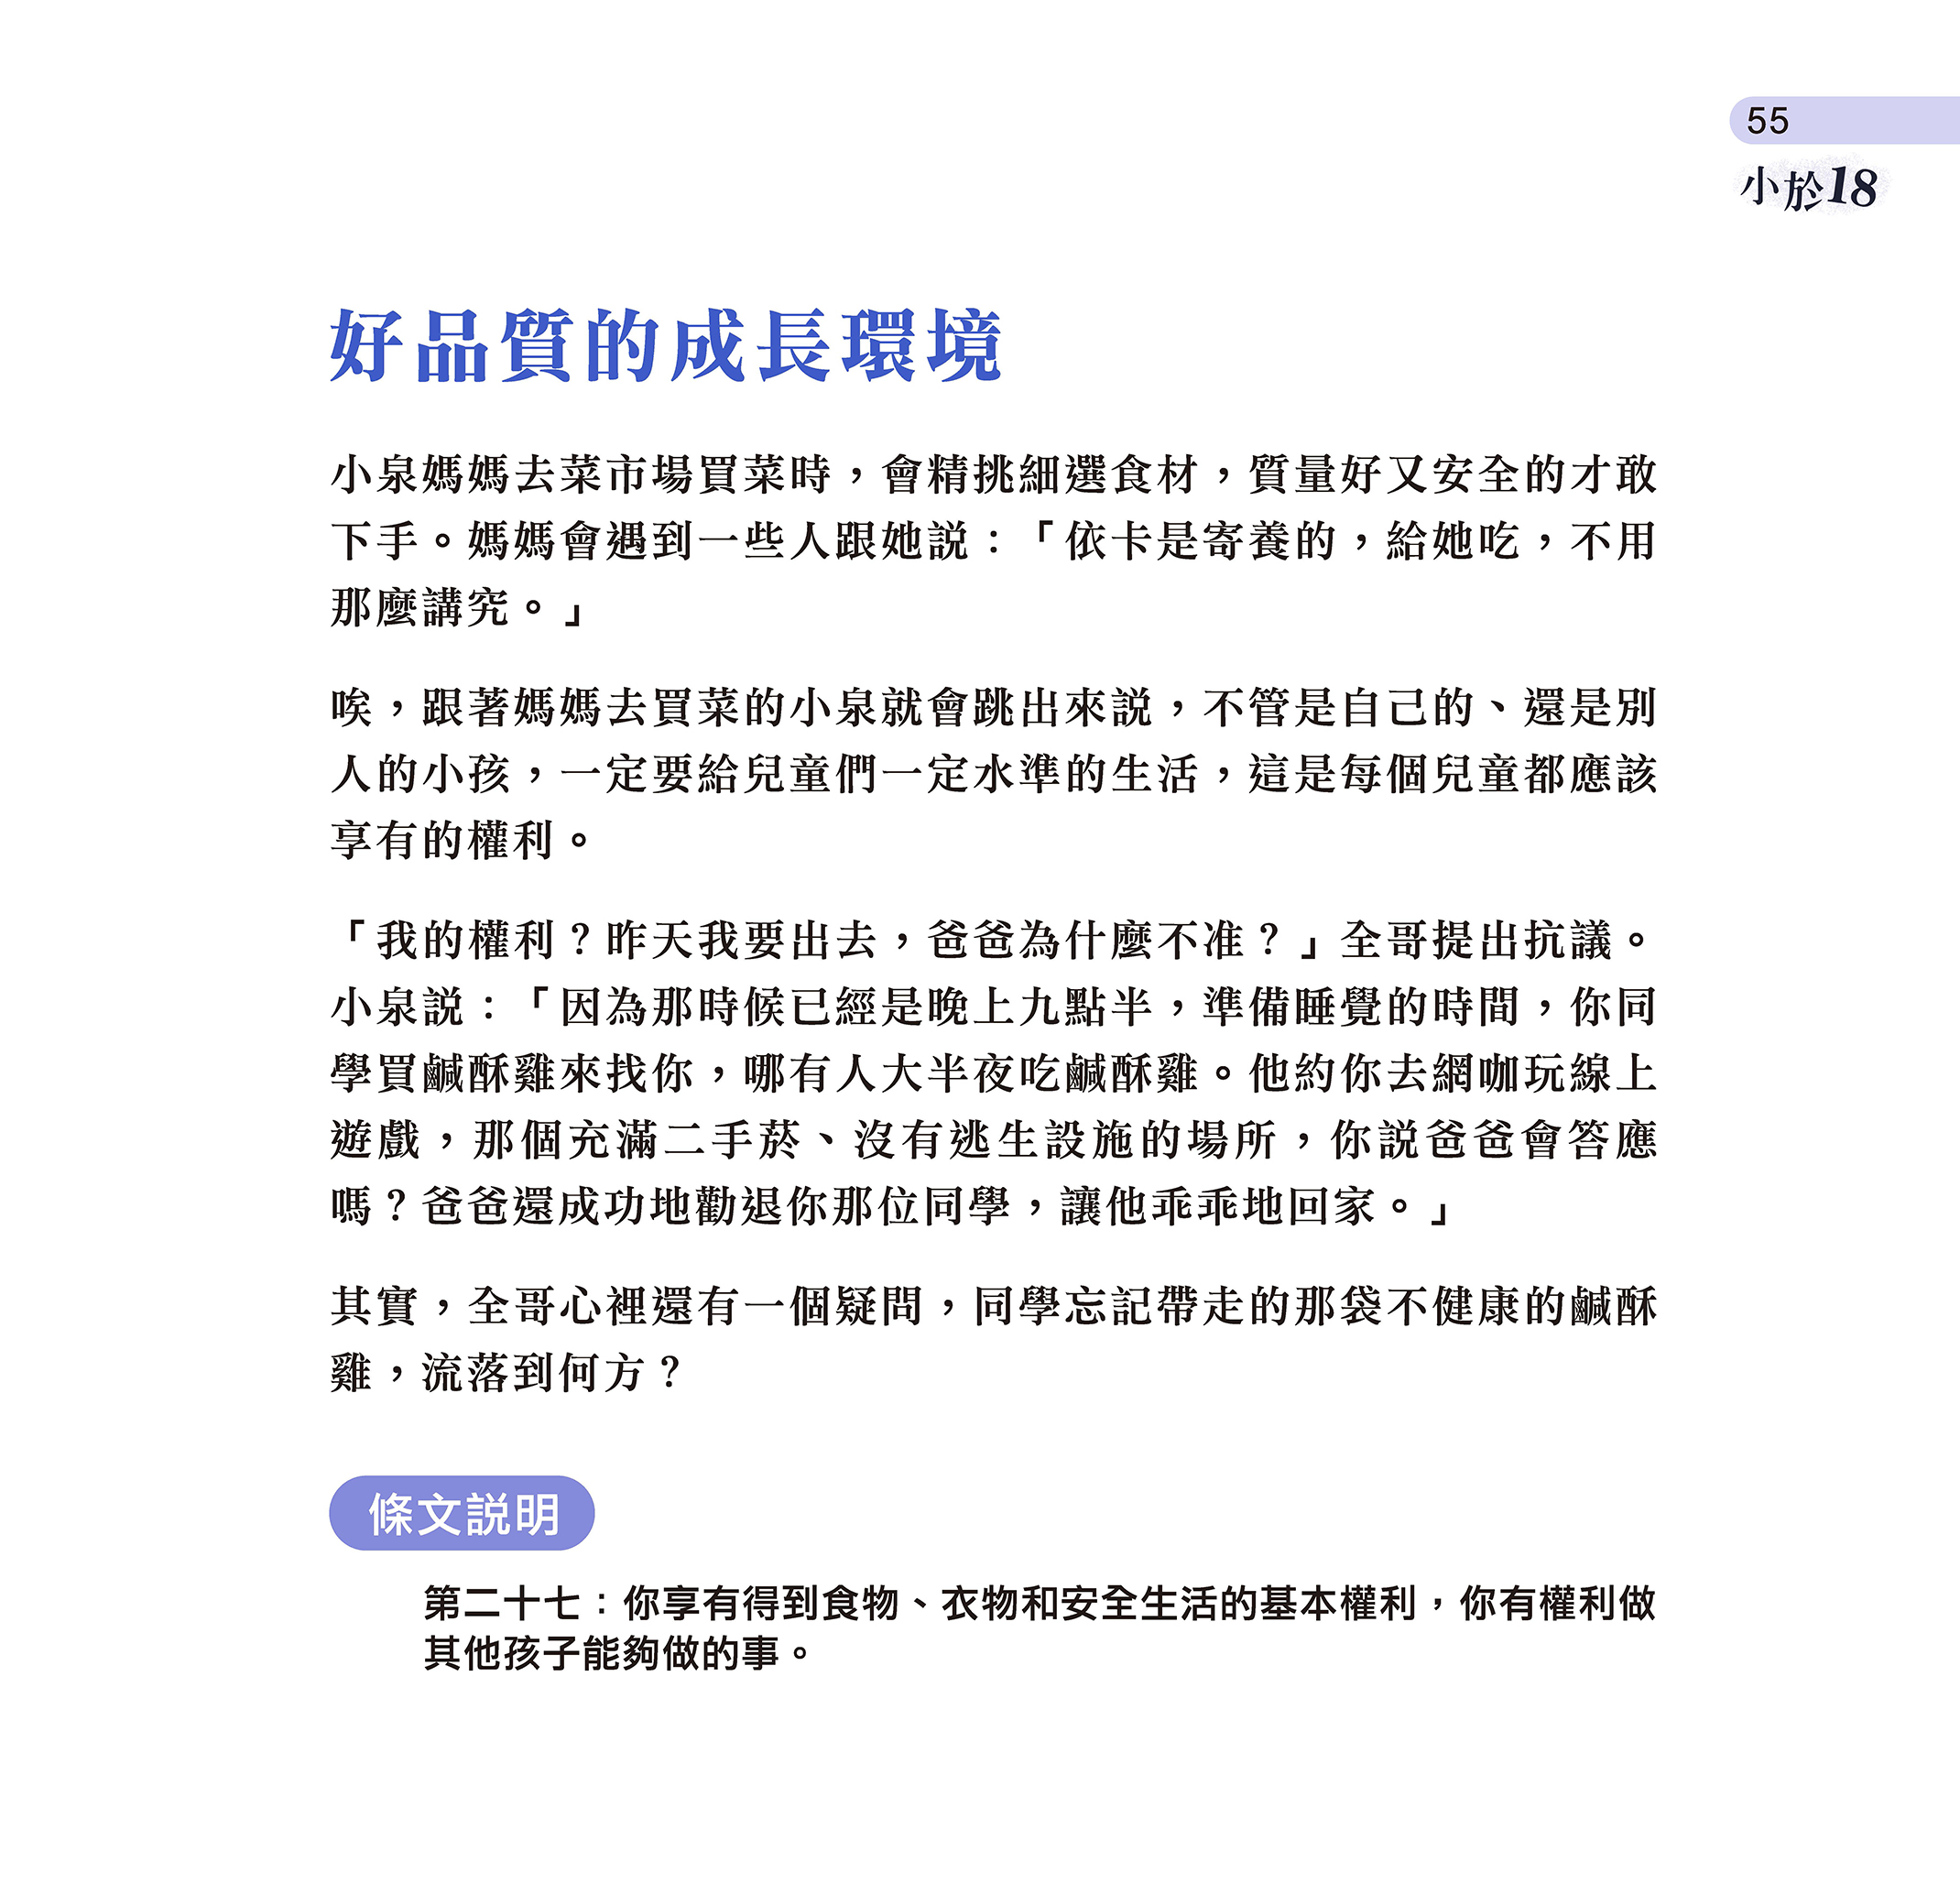 55
小於18
好品質的成長環境
小泉媽媽去菜市場買菜時，會精挑細選食材，質量好又安全的才敢
下手。媽媽會遇到一些人跟她説：「依卡是寄養的，給她吃，不用
那麼講究。」
唉，跟著媽媽去買菜的小泉就會跳出來説，不管是自己的、還是別
人的小孩，一定要給兒童們一定水準的生活，這是每個兒童都應該
享有的權利。
「我的權利？昨天我要出去，爸爸為什麼不准？」全哥提出抗議。
小泉説：「因為那時候已經是晚上九點半，準備睡覺的時間，你同
學買鹹酥雞來找你，哪有人大半夜吃鹹酥雞。他約你去網咖玩線上
遊戲，那個充滿二手菸、沒有逃生設施的場所，你説爸爸會答應
嗎？爸爸還成功地勸退你那位同學，讓他乖乖地回家。」
其實，全哥心裡還有一個疑問，同學忘記帶走的那袋不健康的鹹酥
雞，流落到何方？
條文説明
第二十七：你享有得到食物、衣物和安全生活的基本權利，你有權利做
其他孩子能夠做的事。